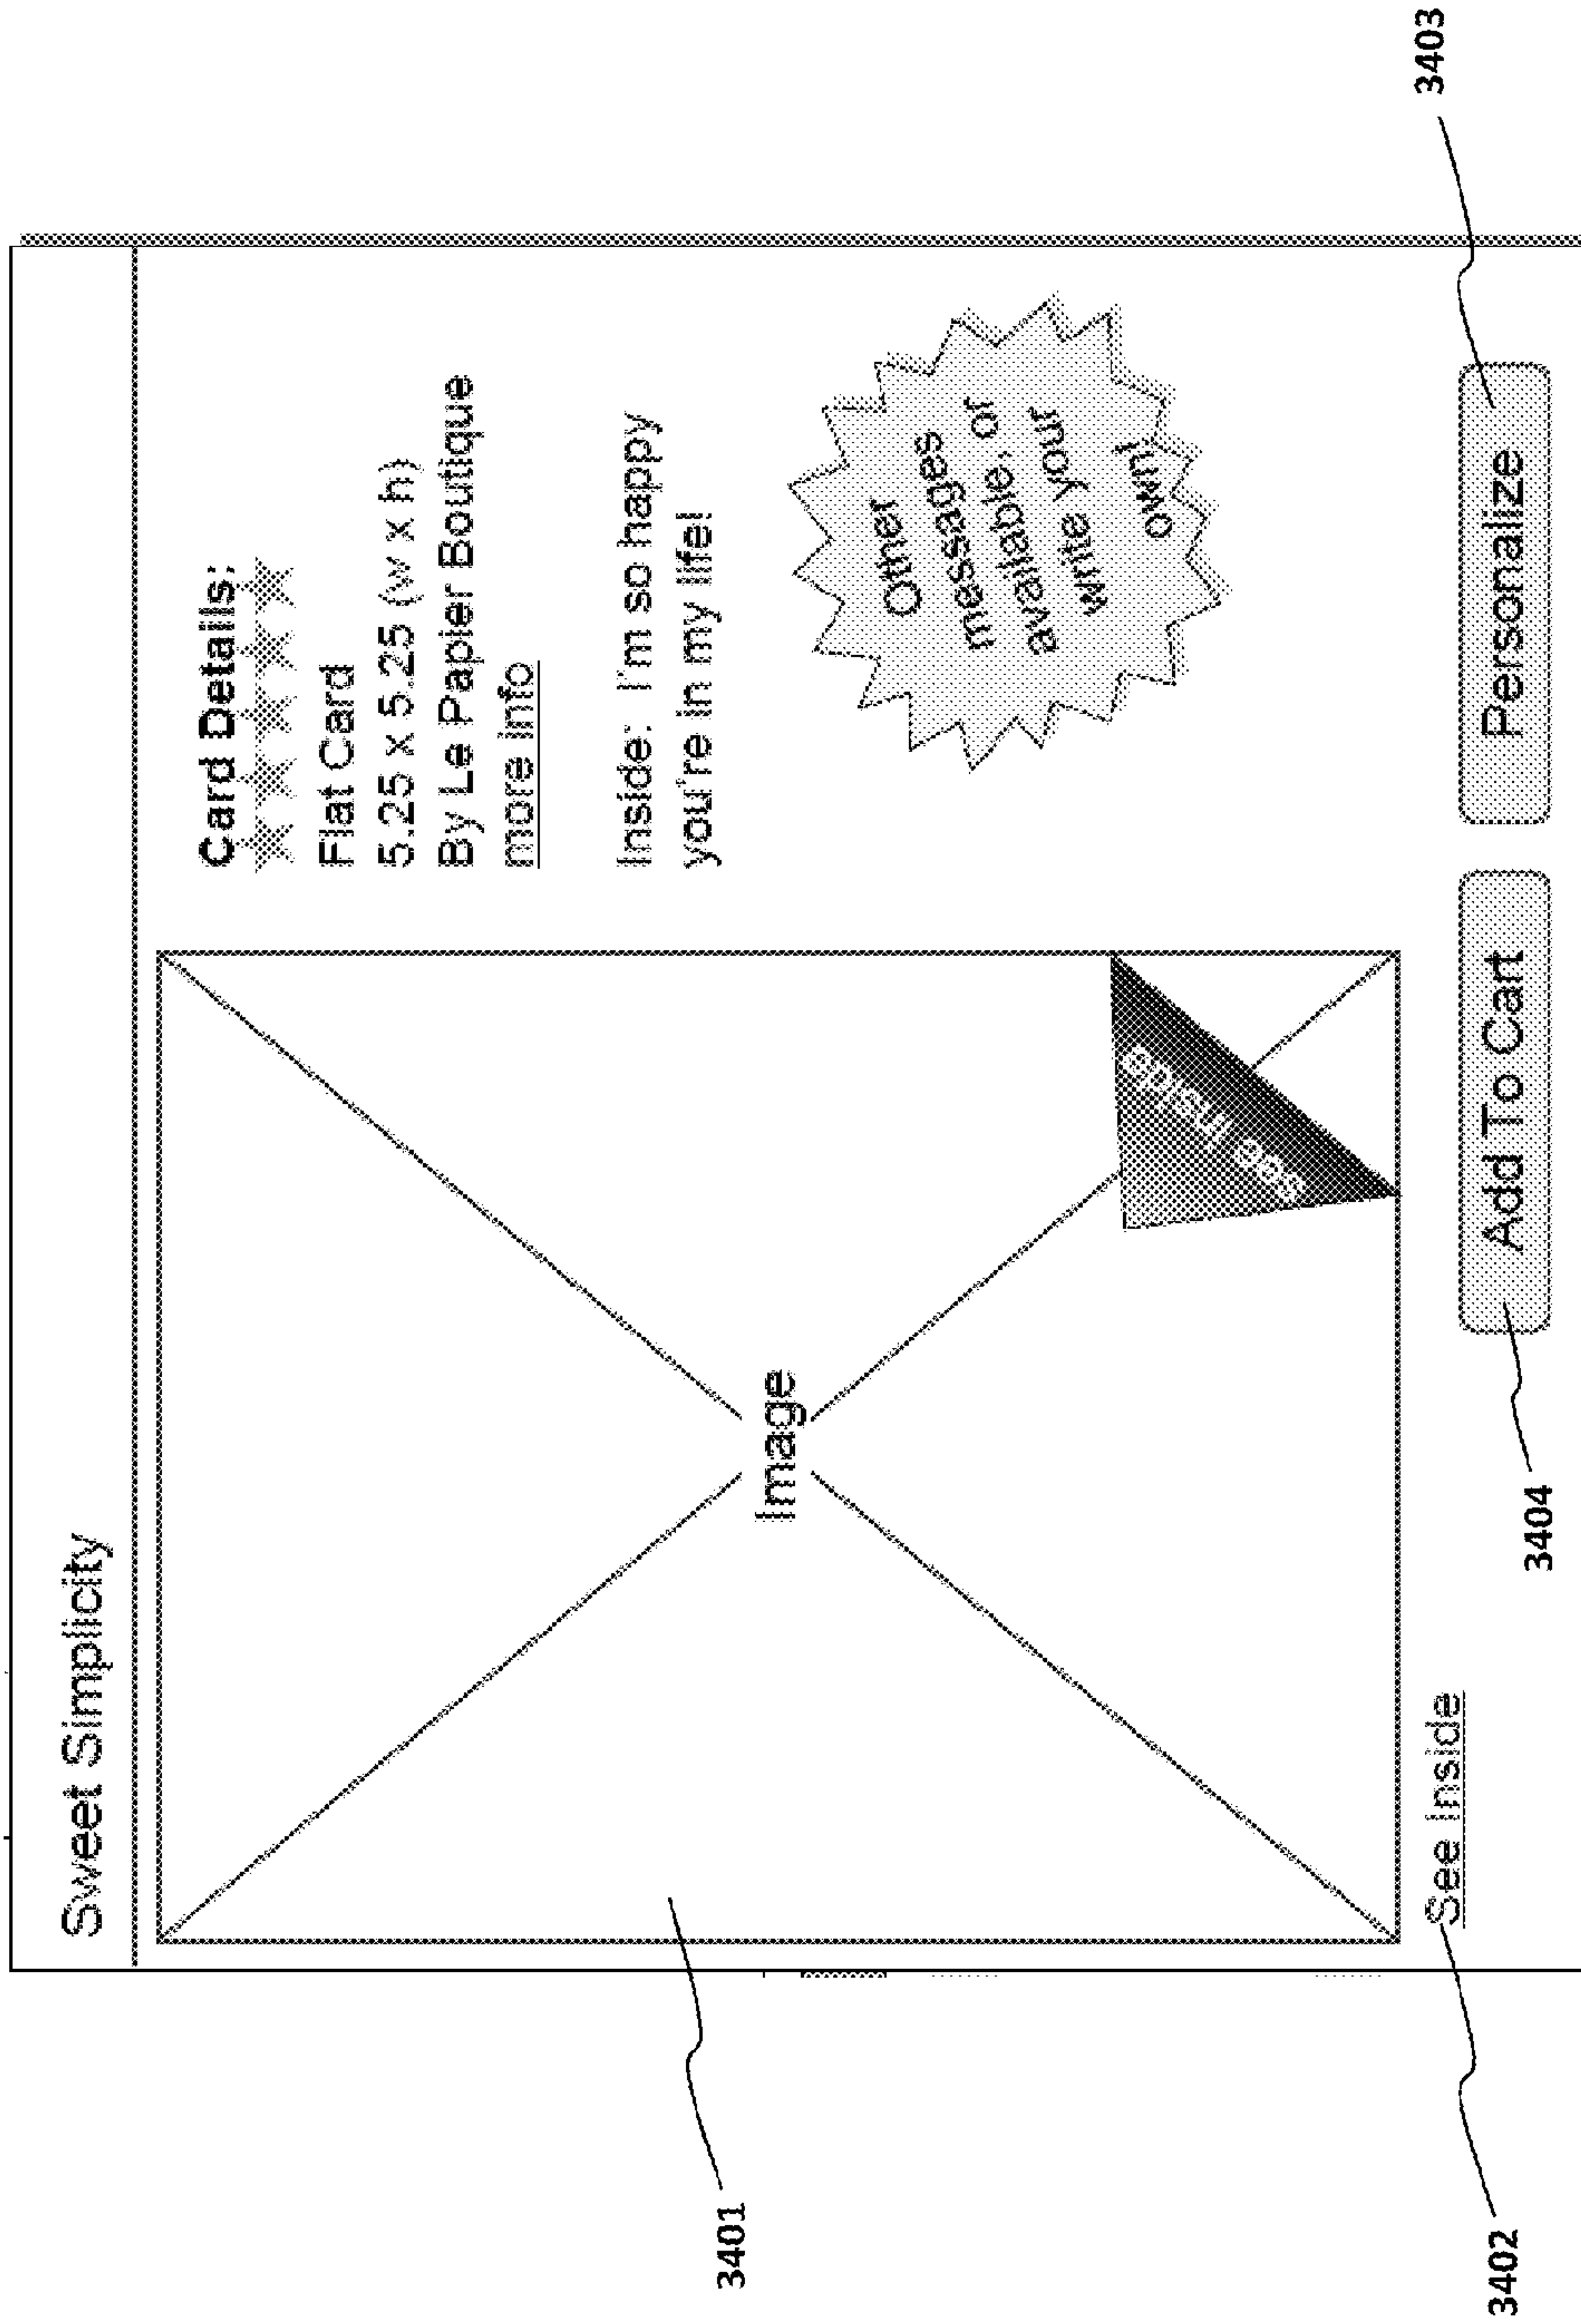 Sweet Simplicity
Image
see inside
Card Details:
Flat Card
5.25 x 5.25 (w x h)
By Le Papier Boutique
more info
Inside: I'm so happy
you're in my life!
Other
messages
available, or
write your
own!
See Inside
Add To Cart
Personalize
3401
3402
3404
3403